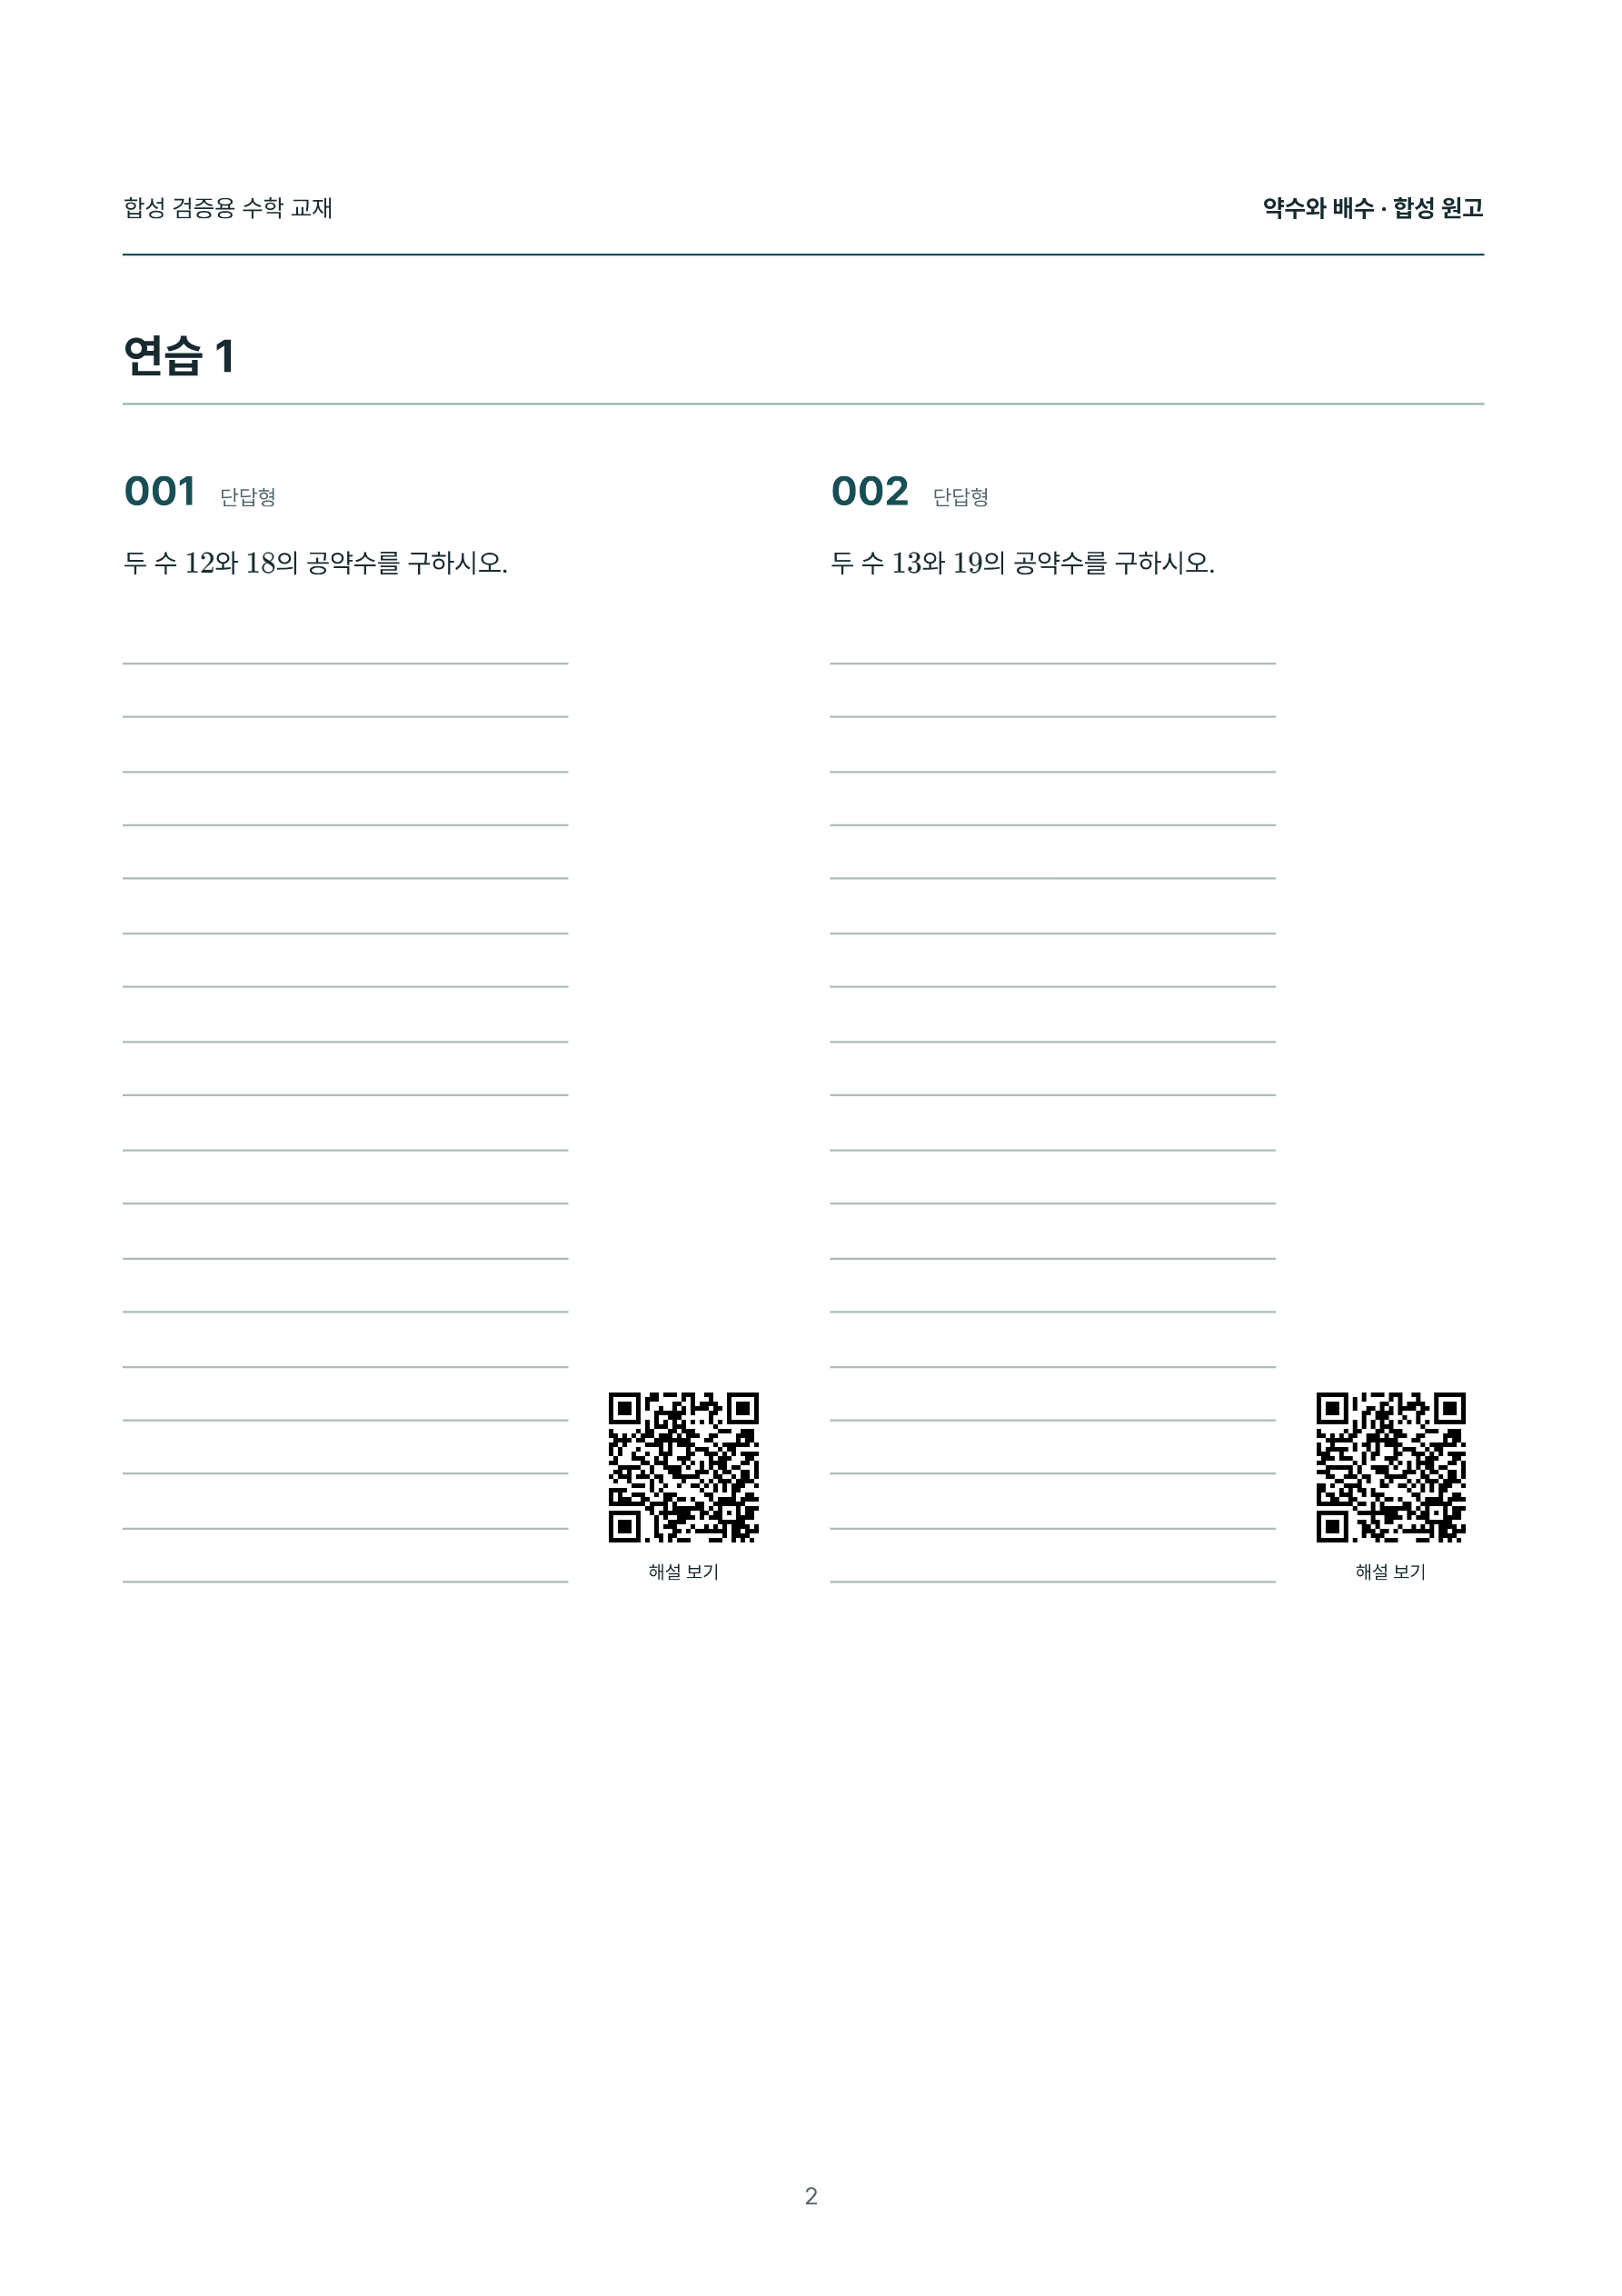 합성 검증용 수학 교재
약수와 배수 · 합성 원고
연습 1
001 단답형
두 수 12와 18의 공약수를 구하시오.
해설 보기
002 단답형
두 수 13와 19의 공약수를 구하시오.
해설 보기
2